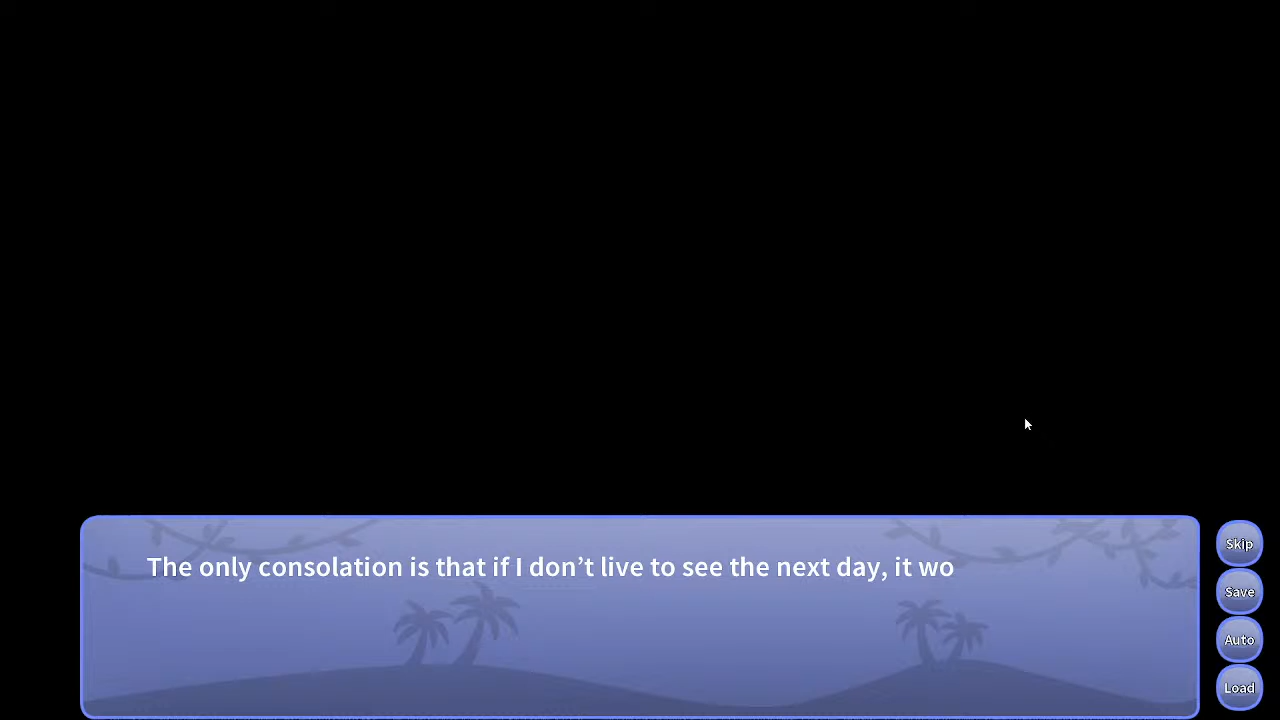 The only consolation is that if I don’t live to see the next day, it wo
Skip
Save
Auto
Load